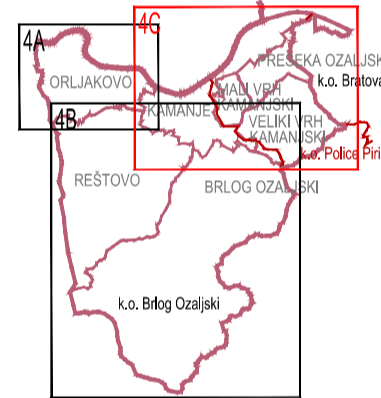 4A
4C
PRESEKA OZALJSKI
ORLJAKOVO
k.o. Bratova
MALI VRH
KAMANJSKI
KAMANJE
4B
VELIKI VRH
KAMANJSKI
k.o. Police Piri
REŠTOVO
BRLOG OZALJSKI
k.o. Brlog Ozaljski